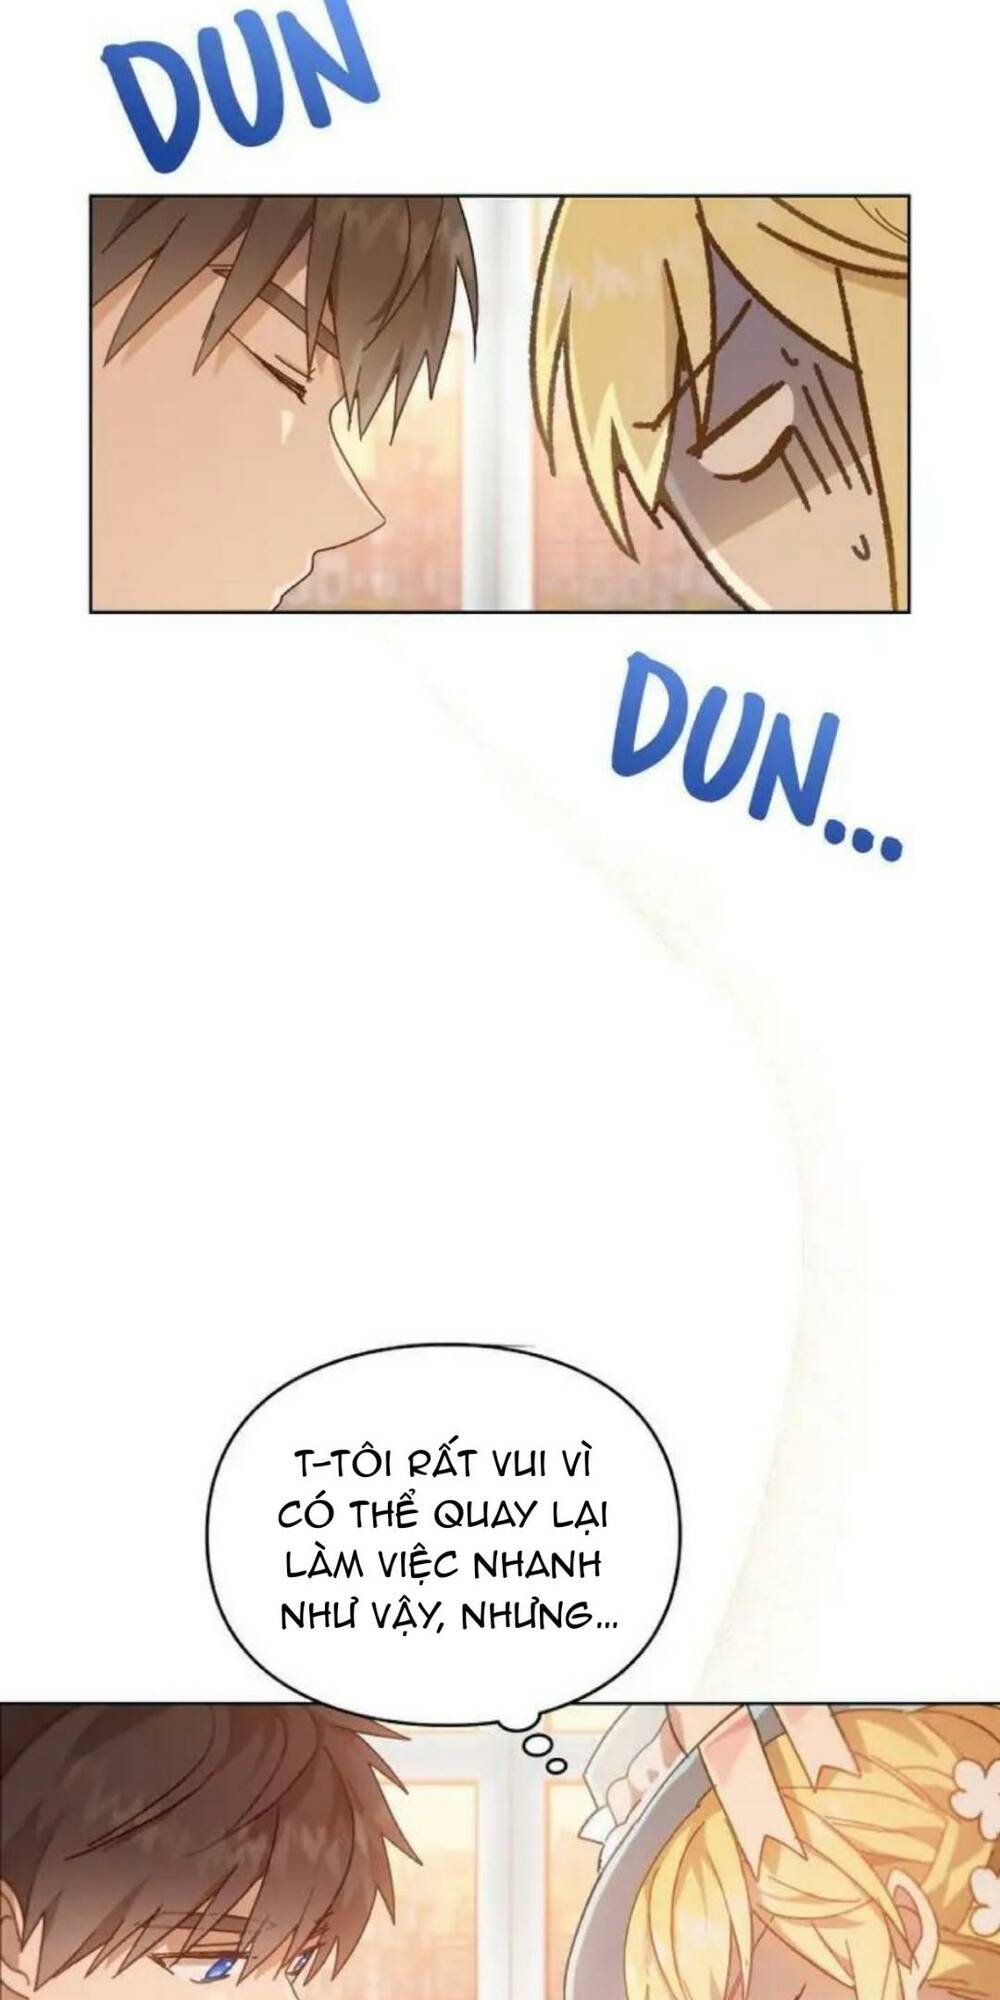 DUN
DUN...
T-TÔI RẤT VUI VÌ
CÓ THỂ QUAY LẠI
LÀM VIỆC NHANH
NHƯ VẬY, NHƯNG...